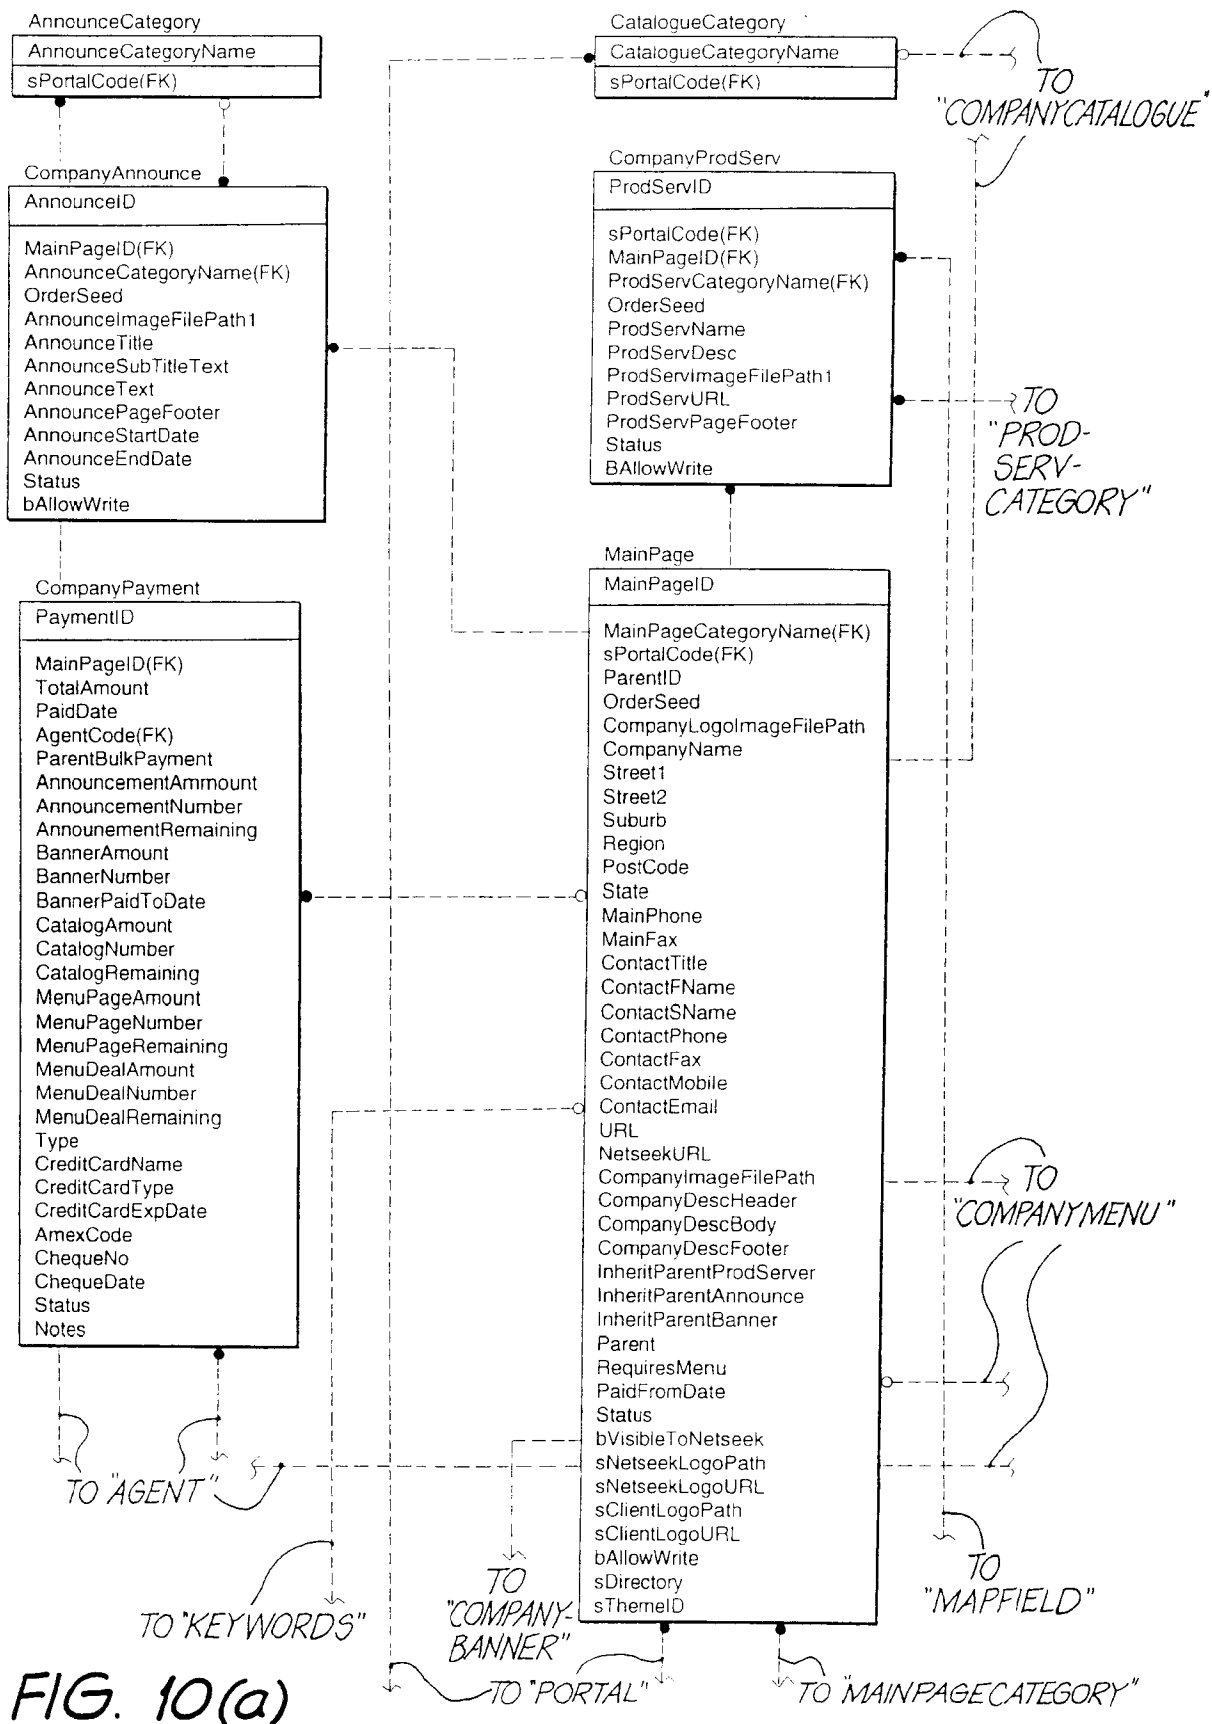 AnnounceCategory
AnnounceCategoryName
sPortalCode(FK)
CompanyAnnounce
AnnounceID
MainPageID(FK)
AnnounceCategoryName(FK)
OrderSeed
AnnounceImageFilePath1
AnnounceTitle
AnnounceSubTitleText
AnnounceText
AnnouncePageFooter
AnnounceStartDate
AnnounceEndDate
Status
bAllowWrite
CompanyPayment
PaymentID
MainPageID(FK)
TotalAmount
PaidDate
AgentCode(FK)
ParentBulkPayment
AnnouncementAmmount
AnnouncementNumber
AnnounementRemaining
BannerAmount
BannerNumber
BannerPaidToDate
CatalogAmount
CatalogNumber
CatalogRemaining
MenuPageAmount
MenuPageNumber
MenuPageRemaining
MenuDealAmount
MenuDealNumber
MenuDealRemaining
Type
CreditCardName
CreditCardType
CreditCardExpDate
AmexCode
ChequeNo
ChequeDate
Status
Notes
TO "AGENT"
TO "KEYWORDS"
CatalogueCategory
CatalogueCategoryName
sPortalCode(FK)
TO
"COMPANYCATALOGUE"
CompanyProdServ
ProdServID
sPortalCode(FK)
MainPageID(FK)
ProdServCategoryName(FK)
OrderSeed
ProdServName
ProdServDesc
ProdServImageFilePath1
ProdServURL
ProdServPageFooter
Status
BAllowWrite
TO
"PROD-
SERV-
CATEGORY"
MainPage
MainPageID
MainPageCategoryName(FK)
sPortalCode(FK)
ParentID
OrderSeed
CompanyLogoImageFilePath
CompanyName
Street1
Street2
Suburb
Region
PostCode
State
MainPhone
MainFax
ContactTitle
ContactFName
ContactSName
ContactPhone
ContactFax
ContactMobile
ContactEmail
URL
NetseekURL
CompanyImageFilePath
CompanyDescHeader
CompanyDescBody
CompanyDescFooter
InheritParentProdServer
InheritParentAnnounce
InheritParentBanner
Parent
RequiresMenu
PaidFromDate
Status
bVisibleToNetseek
sNetseekLogoPath
sNetseekLogoURL
sClientLogoPath
sClientLogoURL
bAllowWrite
sDirectory
sThemeID
TO
"COMPANYMENU"
TO
"MAPFIELD"
TO
"COMPANY-
BANNER"
TO "PORTAL"
TO "MAINPAGECATEGORY"
FIG. 10(a)